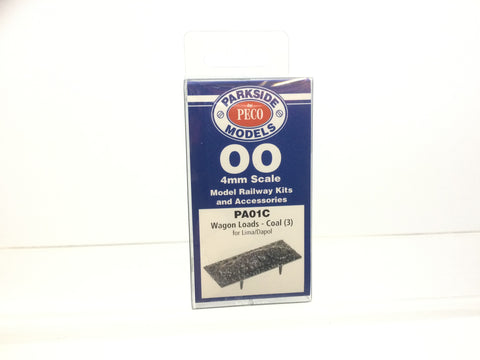 PARKSIDE
by
PECO
MODELS
OO
4mm Scale
Model Railway Kits
and Accessories
PA01C
Wagon Loads - Coal (3)
for Lima/Dapol